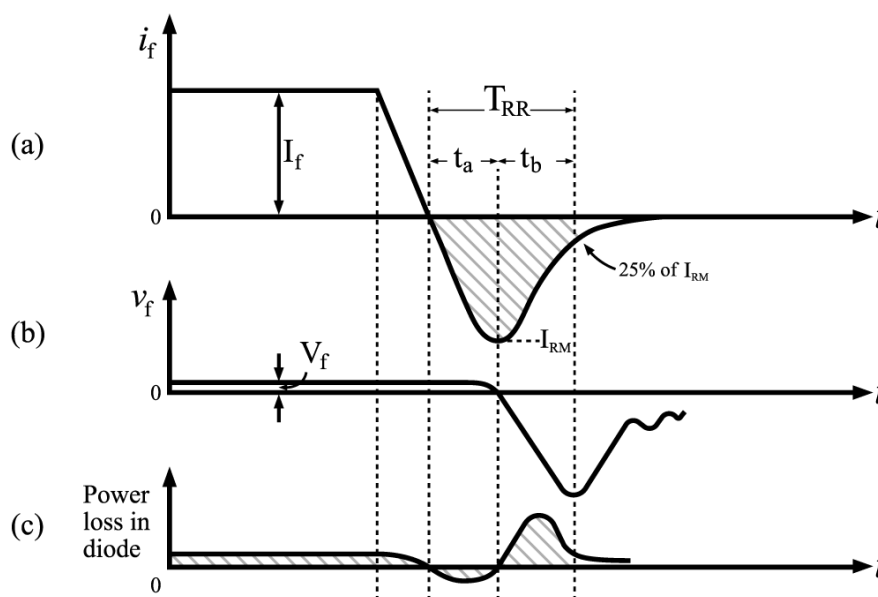 i_f
T_RR
(a)
I_f
t_a
t_b
0
t
25% of I_RM
v_f
I_RM
(b)
V_f
0
t
Power
loss in
diode
(c)
0
t